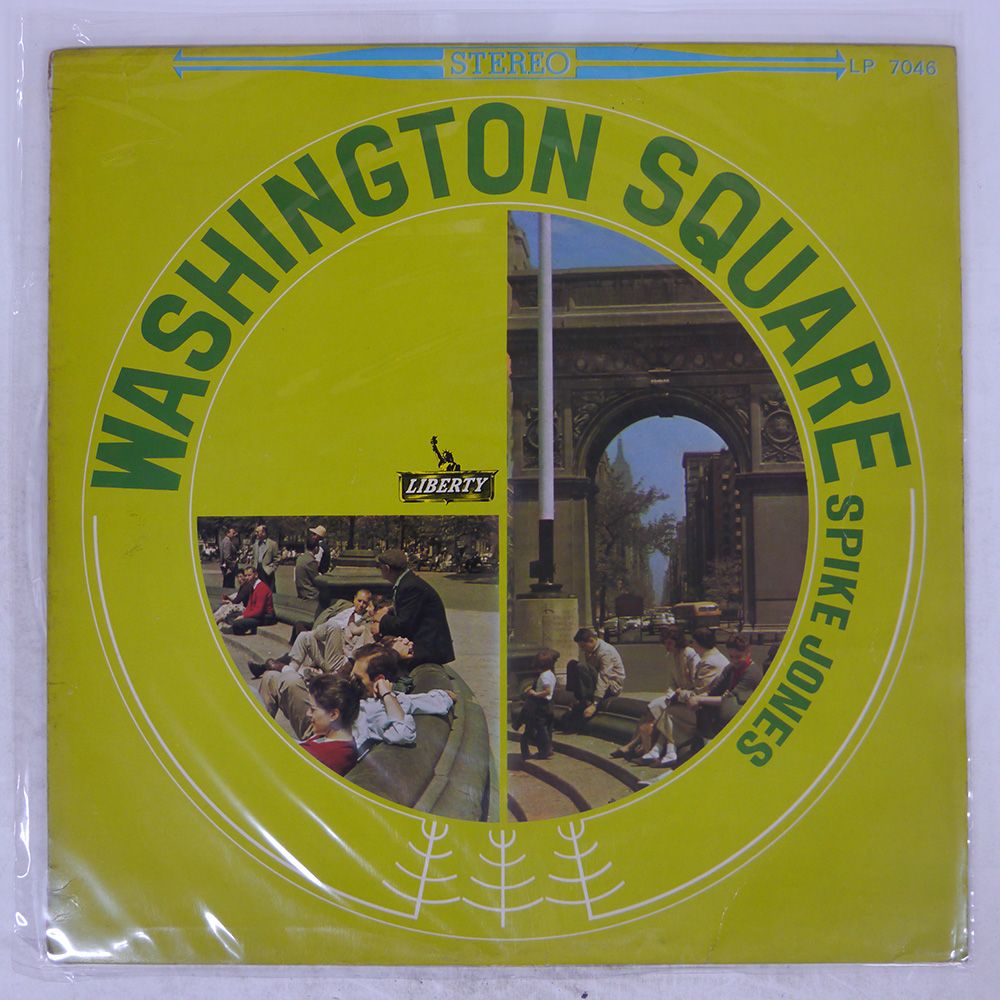 STEREO
LP 7046
WASHINGTON SQUARE
SPIKE JONES
LIBERTY